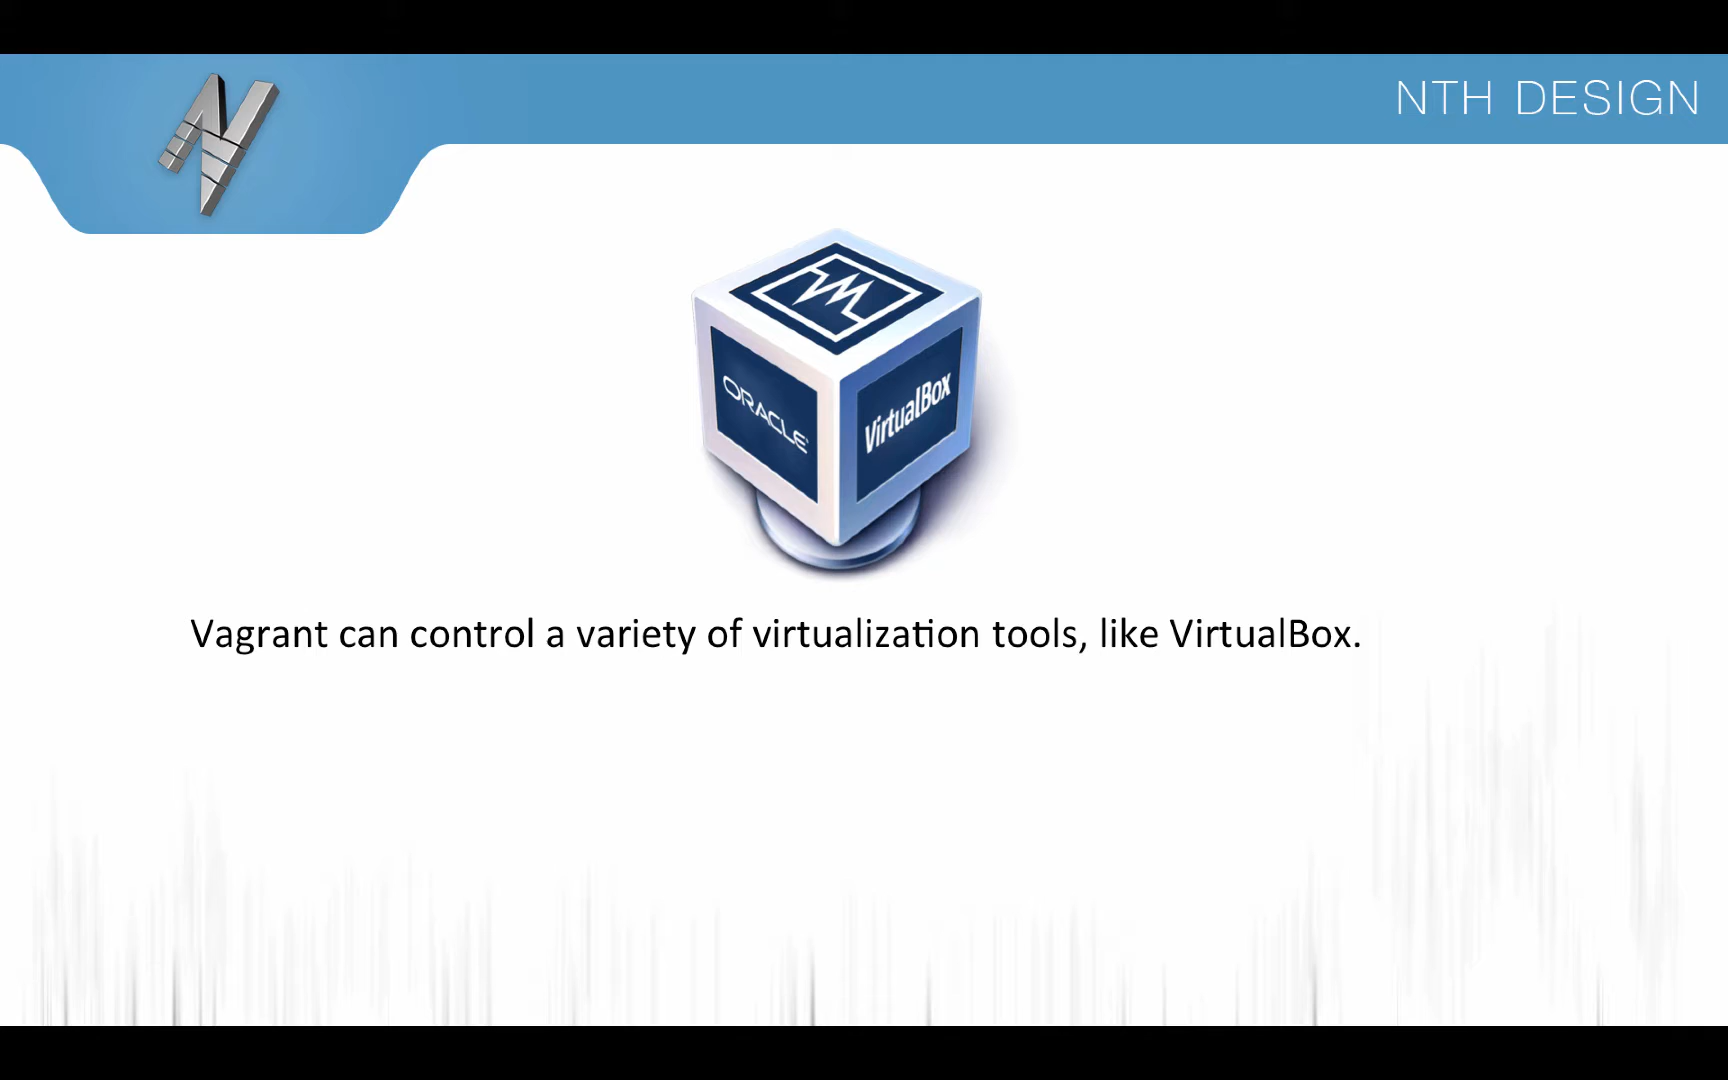 NTH DESIGN
ORACLE
VirtualBox
Vagrant can control a variety of virtualization tools, like VirtualBox.